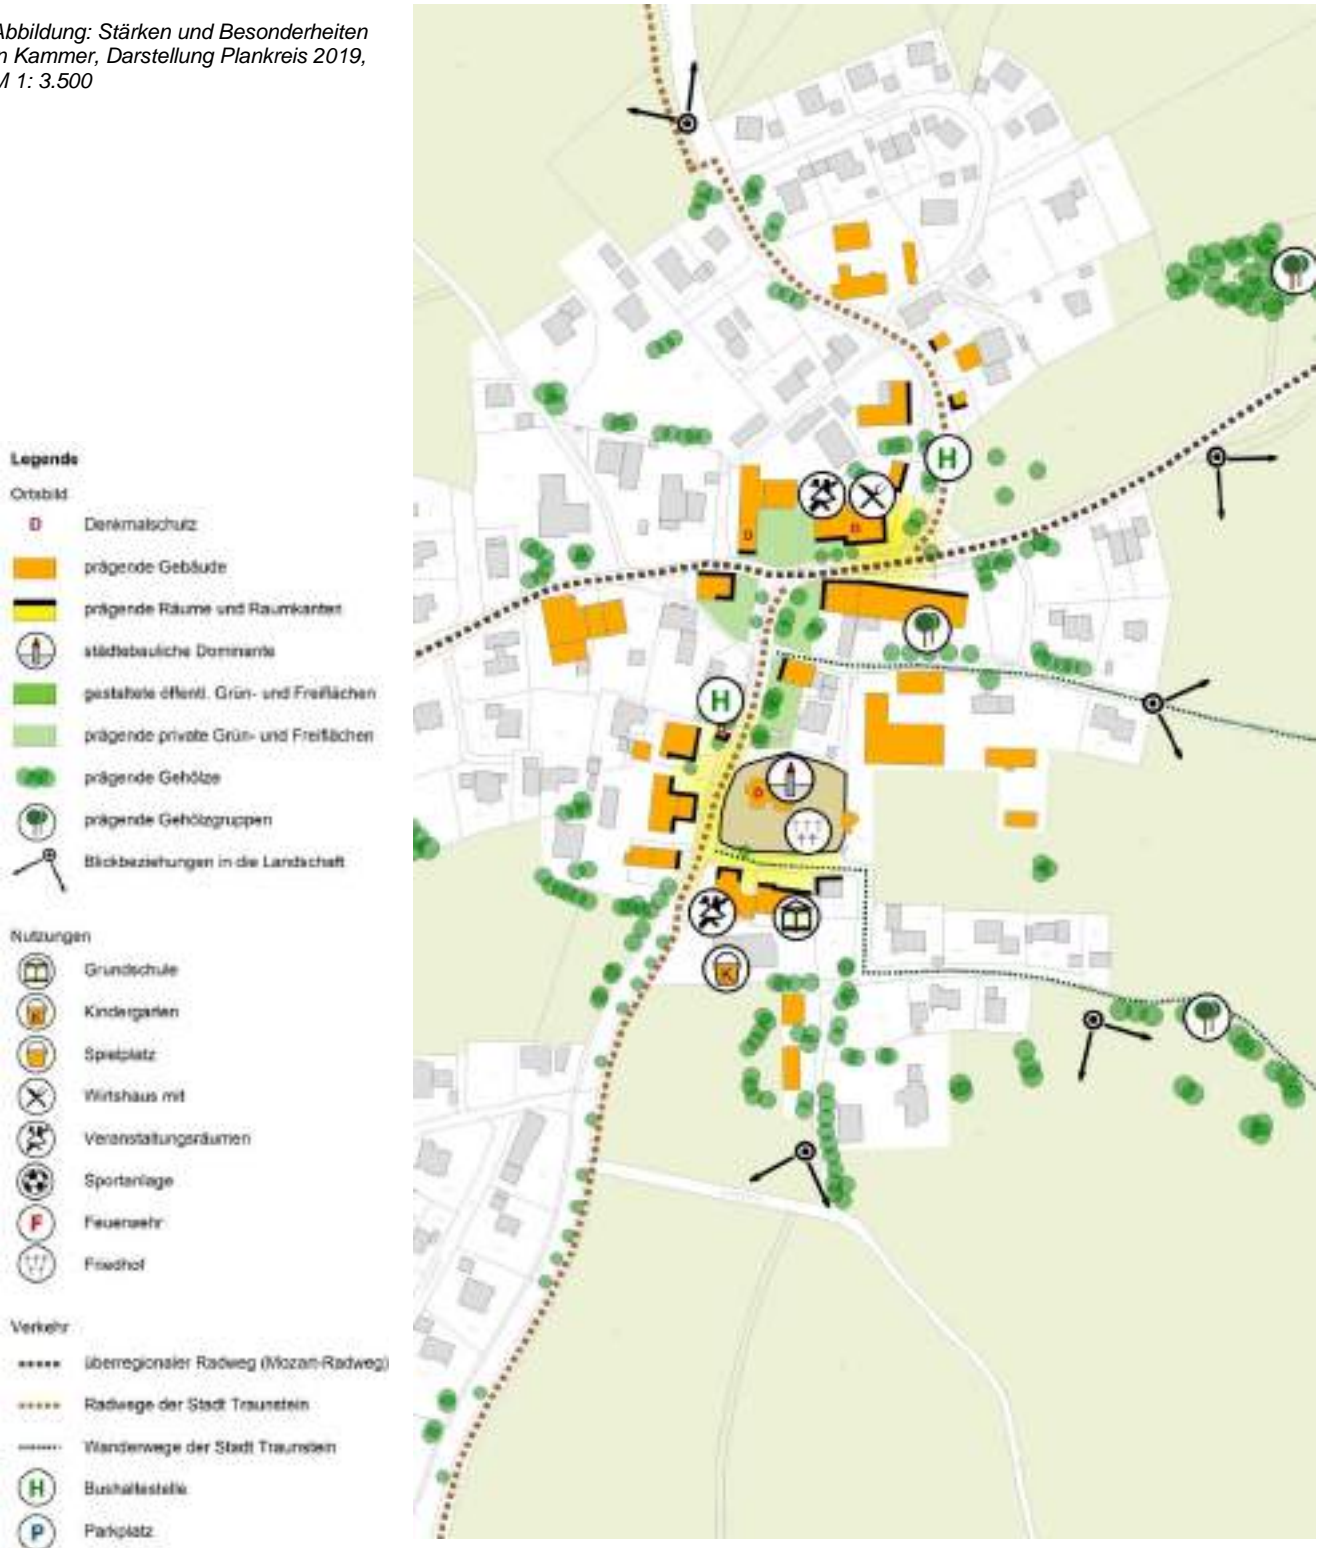 Abbildung: Stärken und Besonderheiten
n Kammer, Darstellung Plankreis 2019,
M 1: 3.500
Legende
Ortsbild
D Denkmalschutz
prägende Gebäude
prägende Räume und Raumkanten
städtebauliche Dominante
gestaltete öffentl. Grün- und Freiflächen
prägende private Grün- und Freiflächen
prägende Gehölze
prägende Gehölzgruppen
Blickbeziehungen in die Landschaft
Nutzungen
Grundschule
K Kindergarten
Spielplatz
Wirtshaus mit
Veranstaltungsräumen
Sportanlage
F Feuerwehr
Friedhof
Verkehr
überregionaler Radweg (Mozart-Radweg)
Radwege der Stadt Traunstein
Wanderwege der Stadt Traunstein
H Bushaltestelle
P Parkplatz
H
D
D
H
D
K